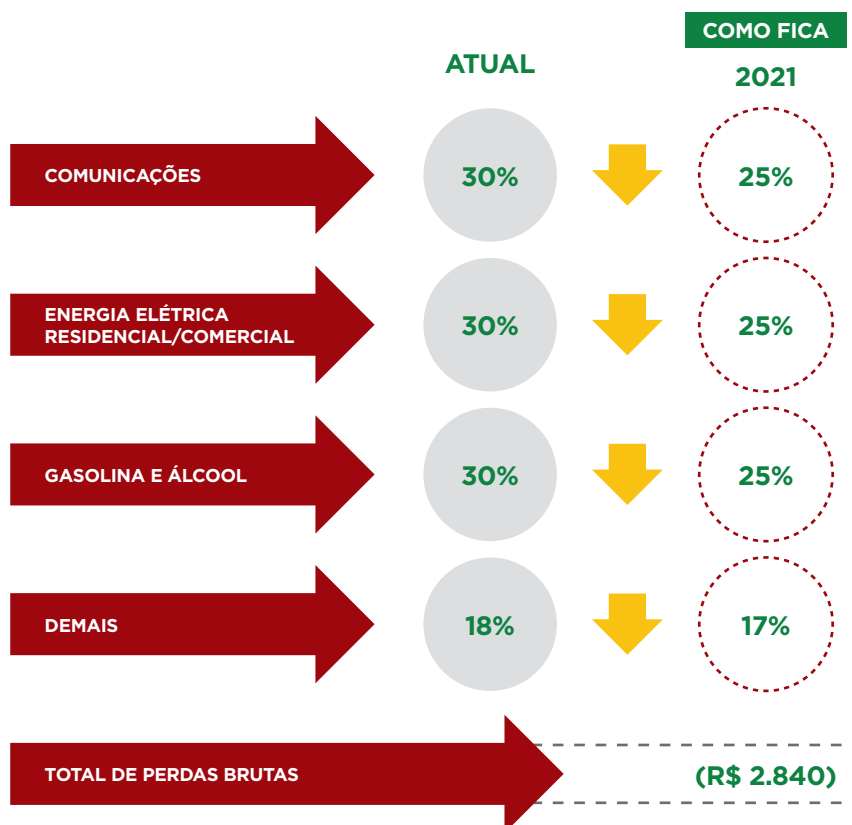 COMO FICA
ATUAL
2021
COMUNICAÇÕES
30%
25%
ENERGIA ELÉTRICA
RESIDENCIAL/COMERCIAL
30%
25%
GASOLINA E ÁLCOOL
30%
25%
DEMAIS
18%
17%
TOTAL DE PERDAS BRUTAS
(R$ 2.840)